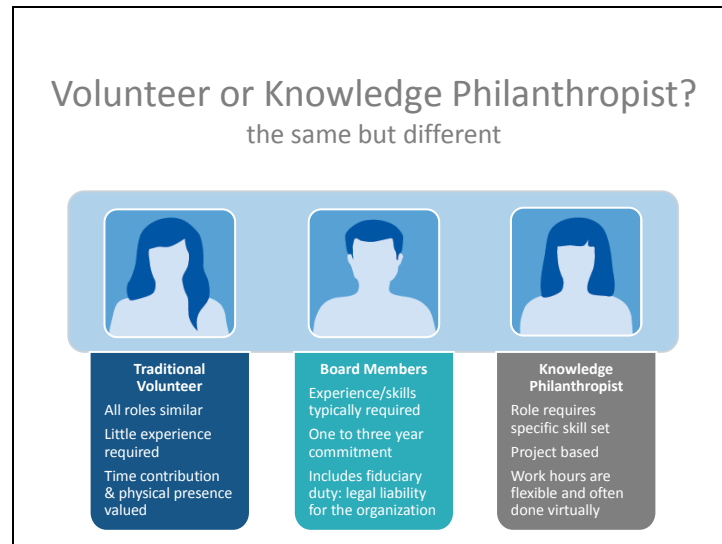 Volunteer or Knowledge Philanthropist?
the same but different
Traditional
Volunteer
All roles similar
Little experience
required
Time contribution
& physical presence
valued
Board Members
Experience/skills
typically required
One to three year
commitment
Includes fiduciary
duty: legal liability
for the organization
Knowledge
Philanthropist
Role requires
specific skill set
Project based
Work hours are
flexible and often
done virtually